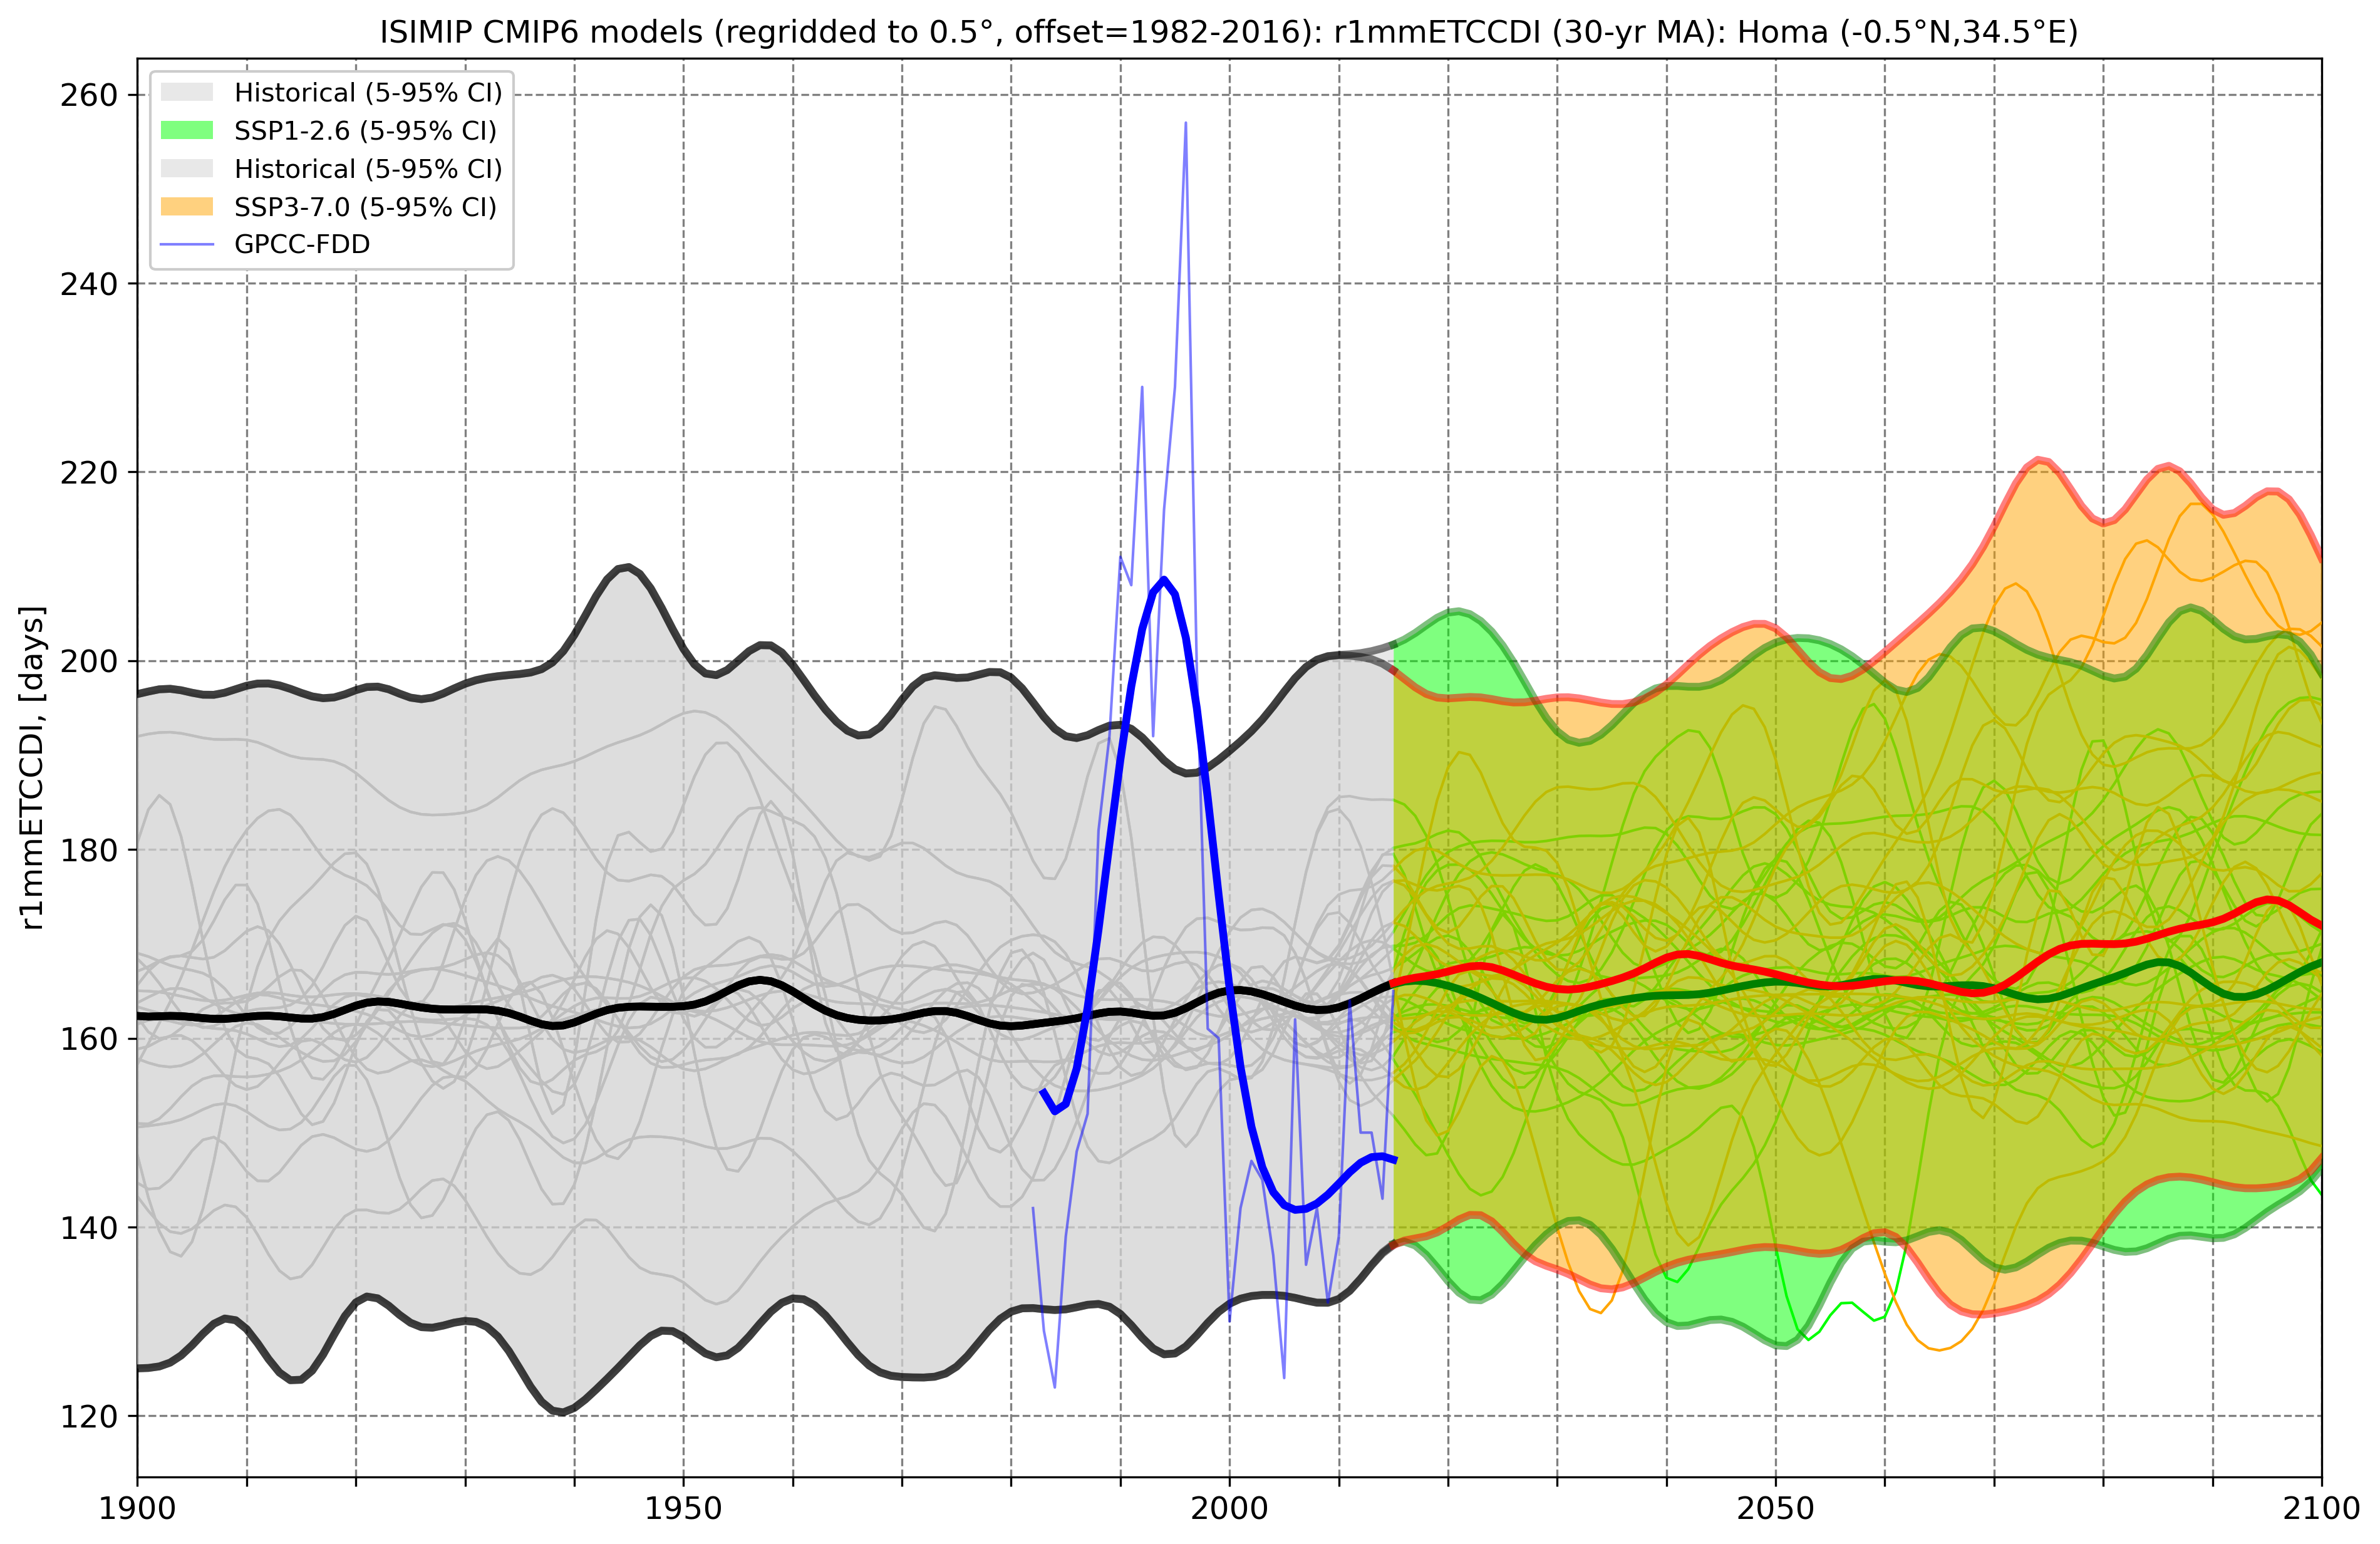 ISIMIP CMIP6 models (regridded to 0.5°, offset=1982-2016): r1mmETCCDI (30-yr MA): Homa (-0.5°N,34.5°E)
Historical (5-95% CI)
SSP1-2.6 (5-95% CI)
Historical (5-95% CI)
SSP3-7.0 (5-95% CI)
GPCC-FDD
r1mmETCCDI, [days]
260
240
220
200
180
160
140
120
1900
1950
2000
2050
2100